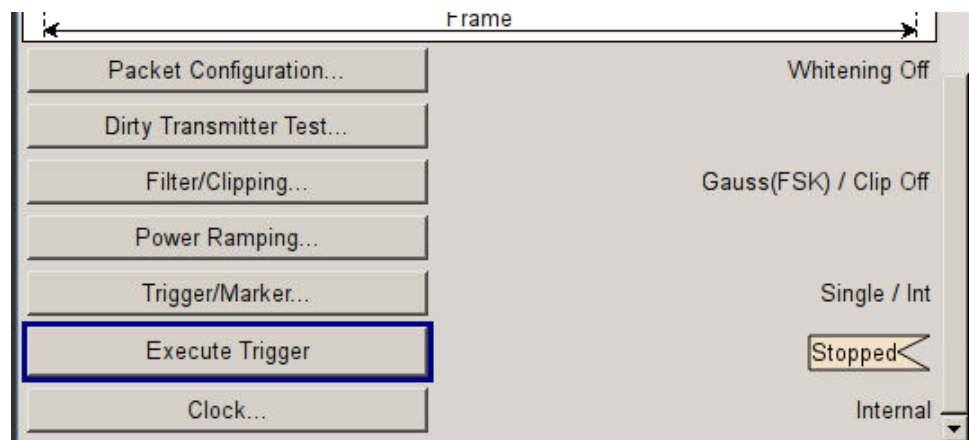 Frame
Packet Configuration... Whitening Off
Dirty Transmitter Test...
Filter/Clipping... Gauss(FSK) / Clip Off
Power Ramping...
Trigger/Marker... Single / Int
Execute Trigger Stopped
Clock... Internal